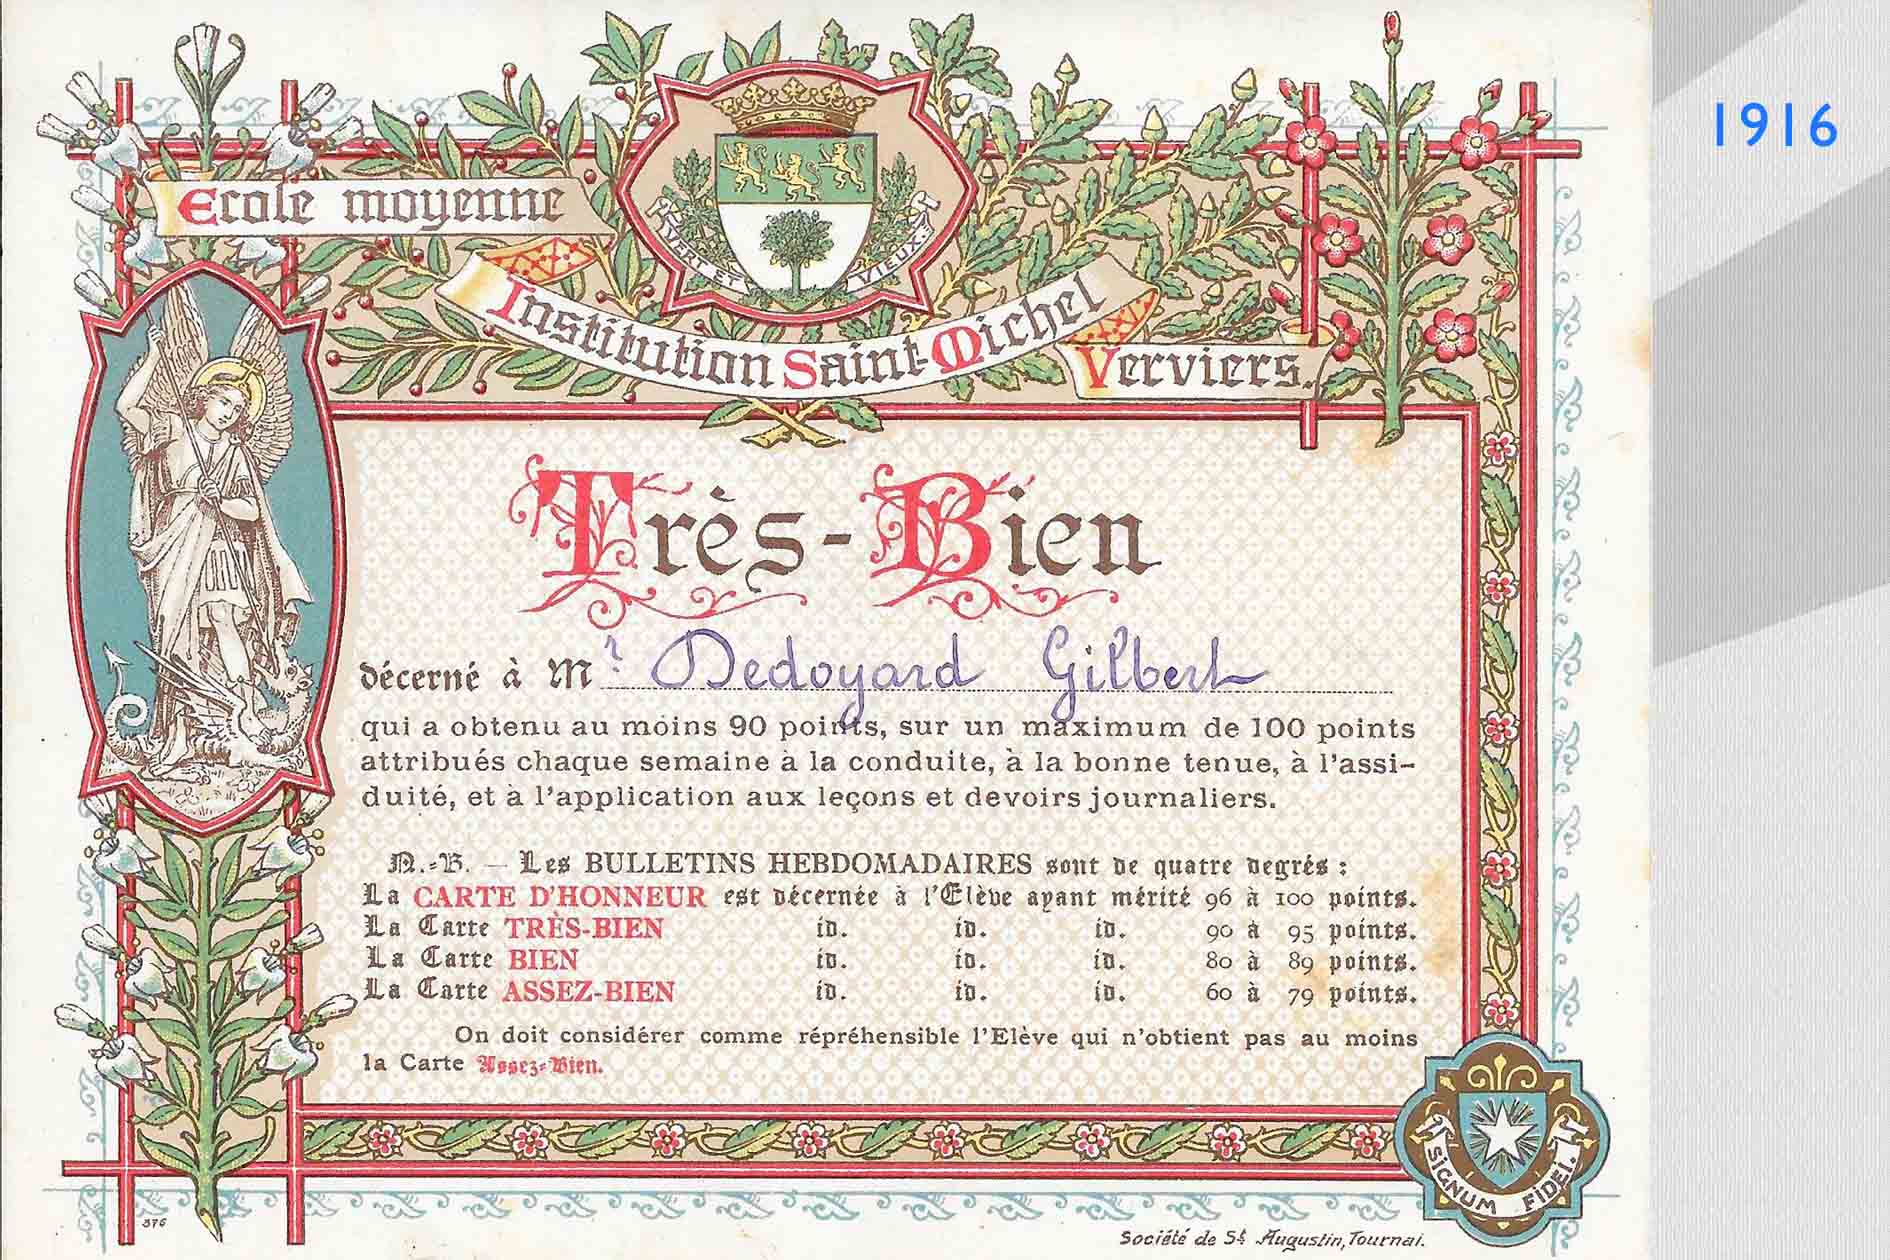 1916
Ecole moyenne
VERT ET VIEUX
Institution Saint-Michel
Verviers.
Très-Bien
décerné à Mr Dedoyard Gilbert
qui a obtenu au moins 90 points, sur un maximum de 100 points
attribués chaque semaine à la conduite, à la bonne tenue, à l'assi-
duité, et à l'application aux leçons et devoirs journaliers.
N.-B. — Les BULLETINS HEBDOMADAIRES sont de quatre degrés :
La CARTE D'HONNEUR est décernée à l'Elève ayant mérité 96 à 100 points.
La Carte TRÈS-BIEN id. id. id. 90 à 95 points.
La Carte BIEN id. id. id. 80 à 89 points.
La Carte ASSEZ-BIEN id. id. id. 60 à 79 points.
On doit considérer comme répréhensible l'Elève qui n'obtient pas au moins
la Carte Assez-Bien.
SIGNUM FIDEI.
376
Société de St Augustin, Tournai.